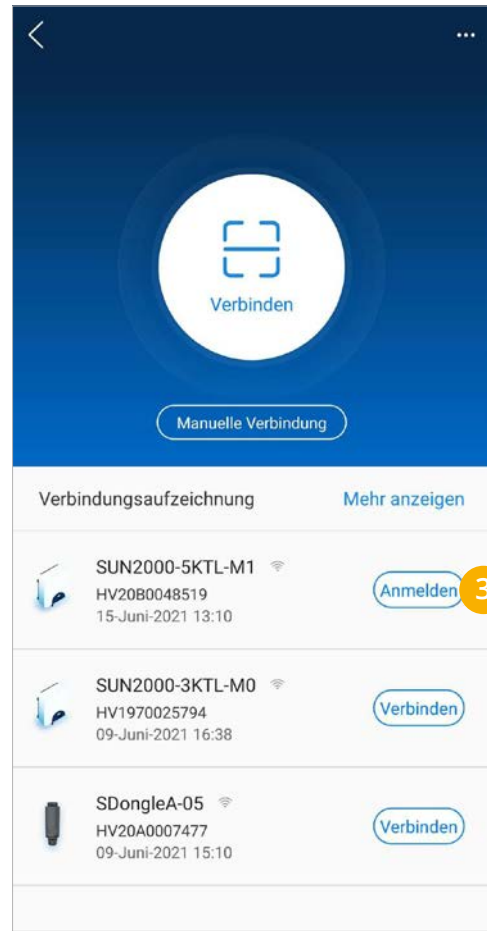 Verbinden
Manuelle Verbindung
Verbindungsaufzeichnung Mehr anzeigen
SUN2000-5KTL-M1
HV20B0048519
15-Juni-2021 13:10
Anmelden
3
SUN2000-3KTL-M0
HV1970025794
09-Juni-2021 16:38
Verbinden
SDongleA-05
HV20A0007477
09-Juni-2021 15:10
Verbinden